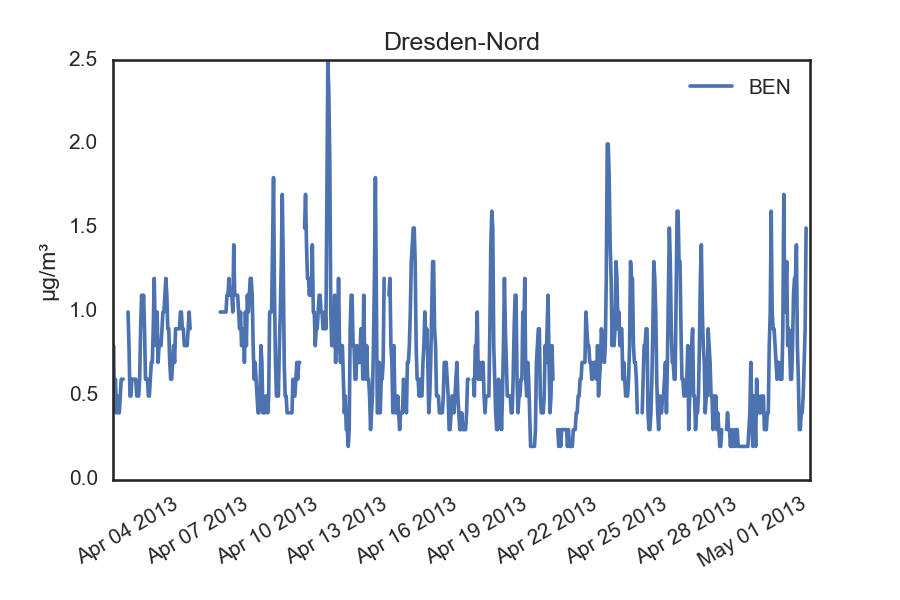 Dresden-Nord
BEN
µg/m³
2.5
2.0
1.5
1.0
0.5
0.0
Apr 04 2013
Apr 07 2013
Apr 10 2013
Apr 13 2013
Apr 16 2013
Apr 19 2013
Apr 22 2013
Apr 25 2013
Apr 28 2013
May 01 2013